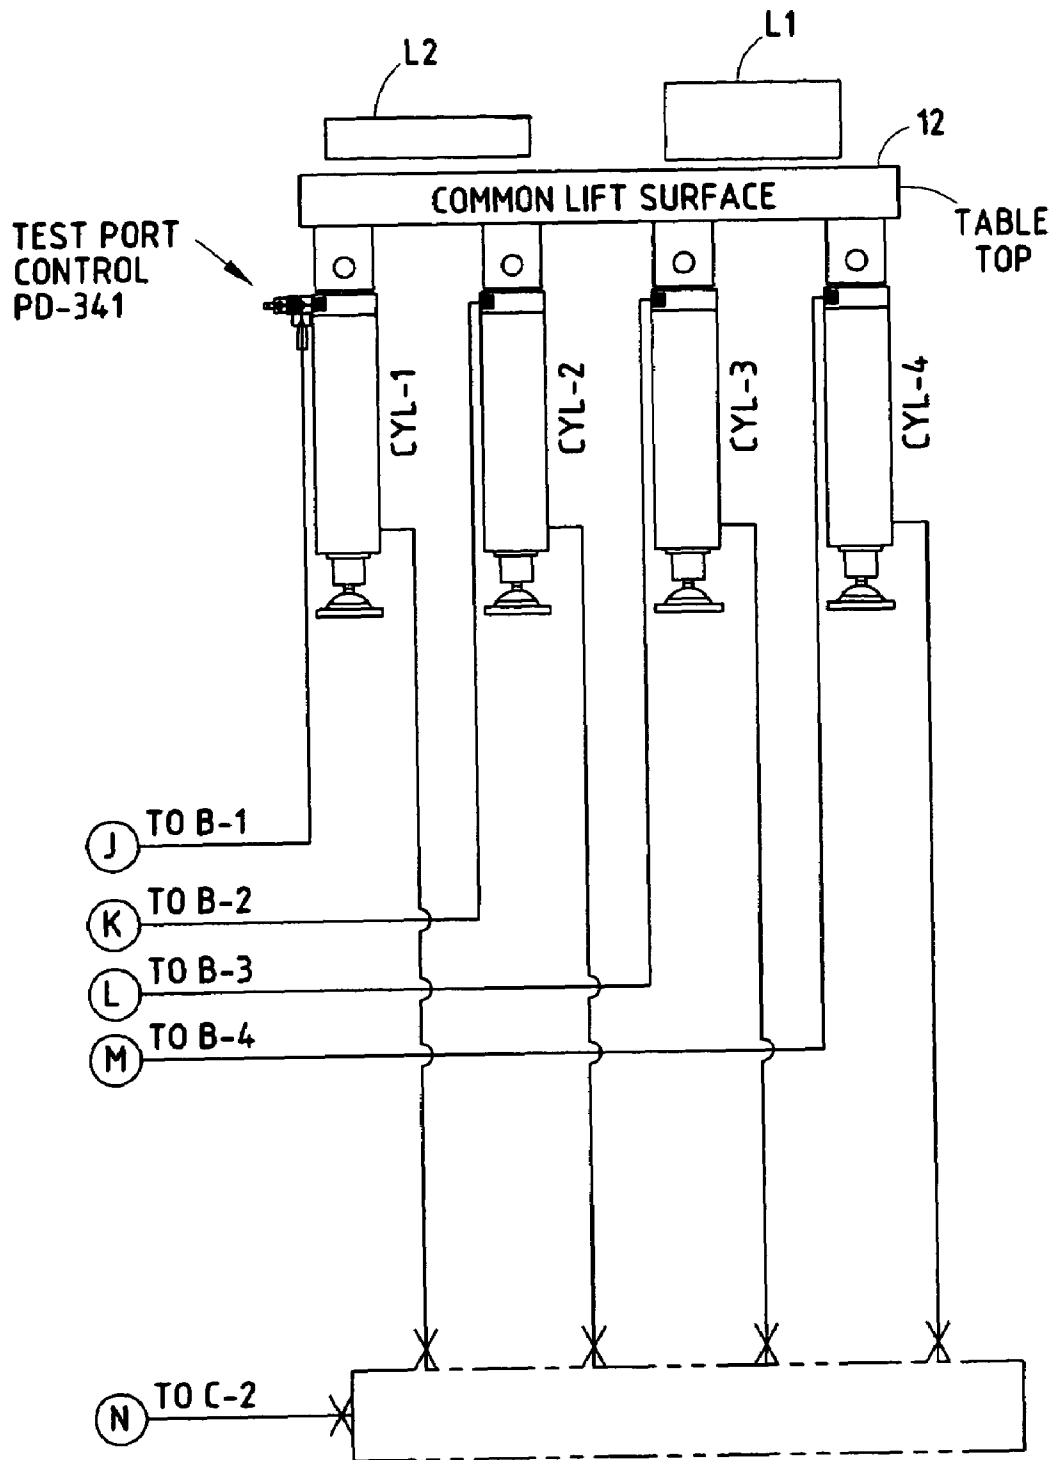 L2
L1
12
COMMON LIFT SURFACE
TABLE
TOP
TEST PORT
CONTROL
PD-341
CYL-1
CYL-2
CYL-3
CYL-4
J TO B-1
K TO B-2
L TO B-3
M TO B-4
N TO C-2